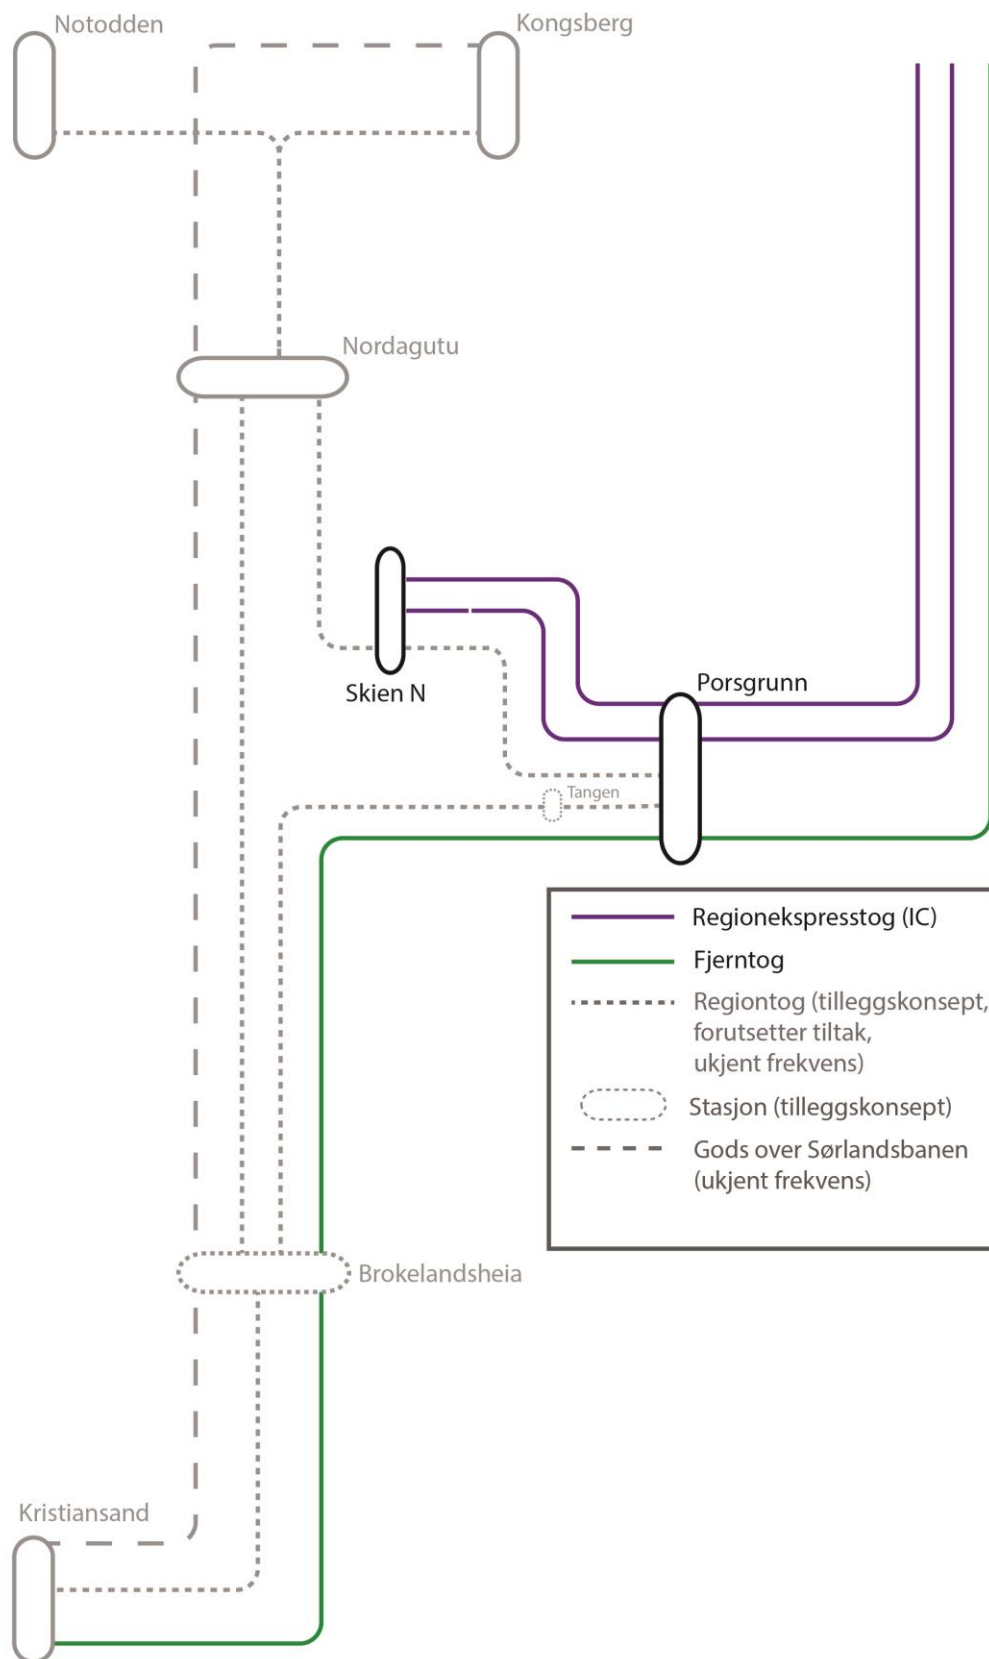 Notodden
Kongsberg
Nordagutu
Skien N
Porsgrunn
Tangen
Regionekspresstog (IC)
Fjerntog
Regiontog (tilleggskonsept,
forutsetter tiltak,
ukjent frekvens)
Stasjon (tilleggskonsept)
Gods over Sørlandsbanen
(ukjent frekvens)
Brokelandsheia
Kristiansand